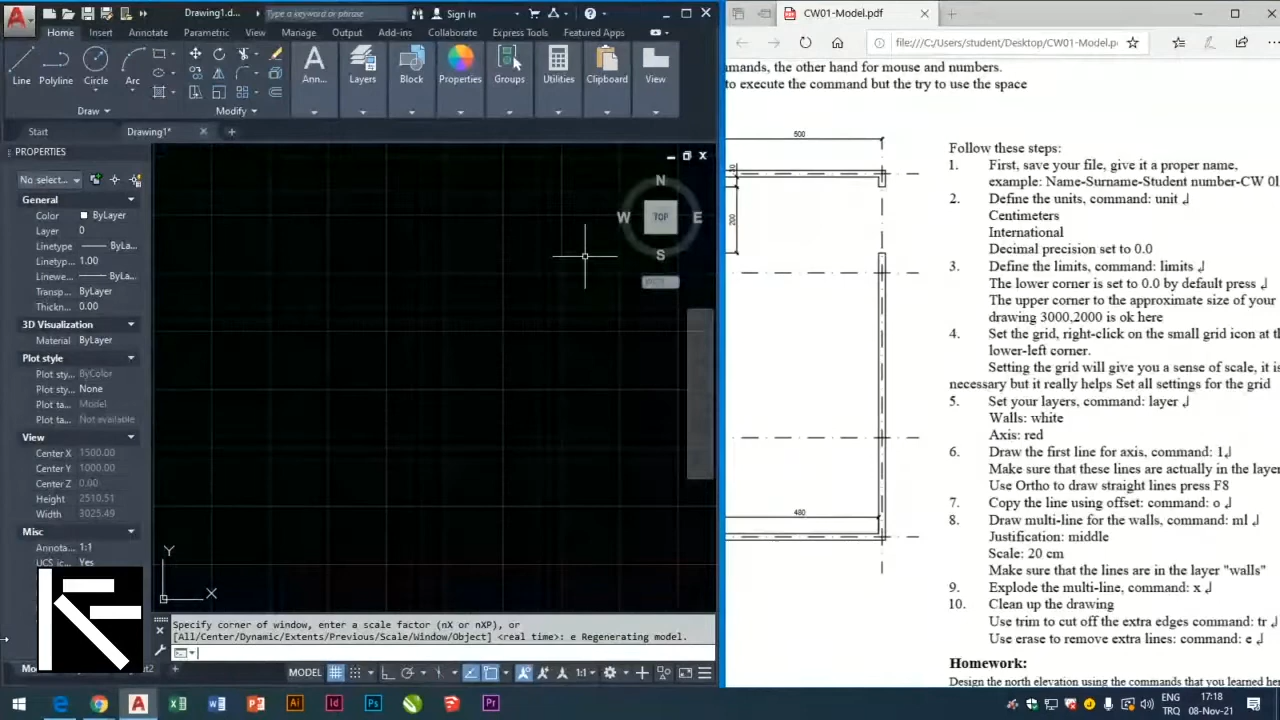 Drawing1.d...
Type a keyword or phrase
Sign In
Home
Insert
Annotate
Parametric
View
Manage
Output
Add-ins
Collaborate
Express Tools
Featured Apps
Line
Polyline
Circle
Arc
Ann...
Layers
Block
Properties
Groups
Utilities
Clipboard
View
Draw
Modify
Start
Drawing1*
PROPERTIES
Select...
General
Color ByLayer
Layer 0
Linetype ByLa...
Linetyp... 1.00
Linewe... ByLa...
Transp... ByLayer
Thickn... 0.00
3D Visualization
Material ByLayer
Plot style
Plot sty... ByColor
Plot sty... None
Plot ta... Model
Plot ta... Not available
View
Center X 1500.00
Center Y 1000.00
Center Z 0.00
Height 2510.51
Width 3025.49
Misc
Annota... 1:1
UCS ic... Yes
N
W
TOP
E
S
Y
X
Specify corner of window, enter a scale factor (nX or nXP), or
[All/Center/Dynamic/Extents/Previous/Scale/Window/Object] <real time>: e Regenerating model.
MODEL
1:1
CW01-Model.pdf
file:///C:/Users/student/Desktop/CW01-Model.p
mands, the other hand for mouse and numbers.
to execute the command but the try to use the space
500
200
480
Follow these steps:
1. First, save your file, give it a proper name,
example: Name-Surname-Student number-CW 01
2. Define the units, command: unit ↲
Centimeters
International
Decimal precision set to 0.0
3. Define the limits, command: limits ↲
The lower corner is set to 0.0 by default press ↲
The upper corner to the approximate size of your
drawing 3000,2000 is ok here
4. Set the grid, right-click on the small grid icon at th
lower-left corner.
Setting the grid will give you a sense of scale, it is
necessary but it really helps Set all settings for the grid
5. Set your layers, command: layer ↲
Walls: white
Axis: red
6. Draw the first line for axis, command: l↲
Make sure that these lines are actually in the layer
Use Ortho to draw straight lines press F8
7. Copy the line using offset: command: o ↲
8. Draw multi-line for the walls, command: ml ↲
Justification: middle
Scale: 20 cm
Make sure that the lines are in the layer "walls"
9. Explode the multi-line, command: x ↲
10. Clean up the drawing
Use trim to cut off the extra edges command: tr ↲
Use erase to remove extra lines: command: e ↲
Homework:
Design the north elevation using the commands that you learned her
ENG
TRQ
17:18
08-Nov-21